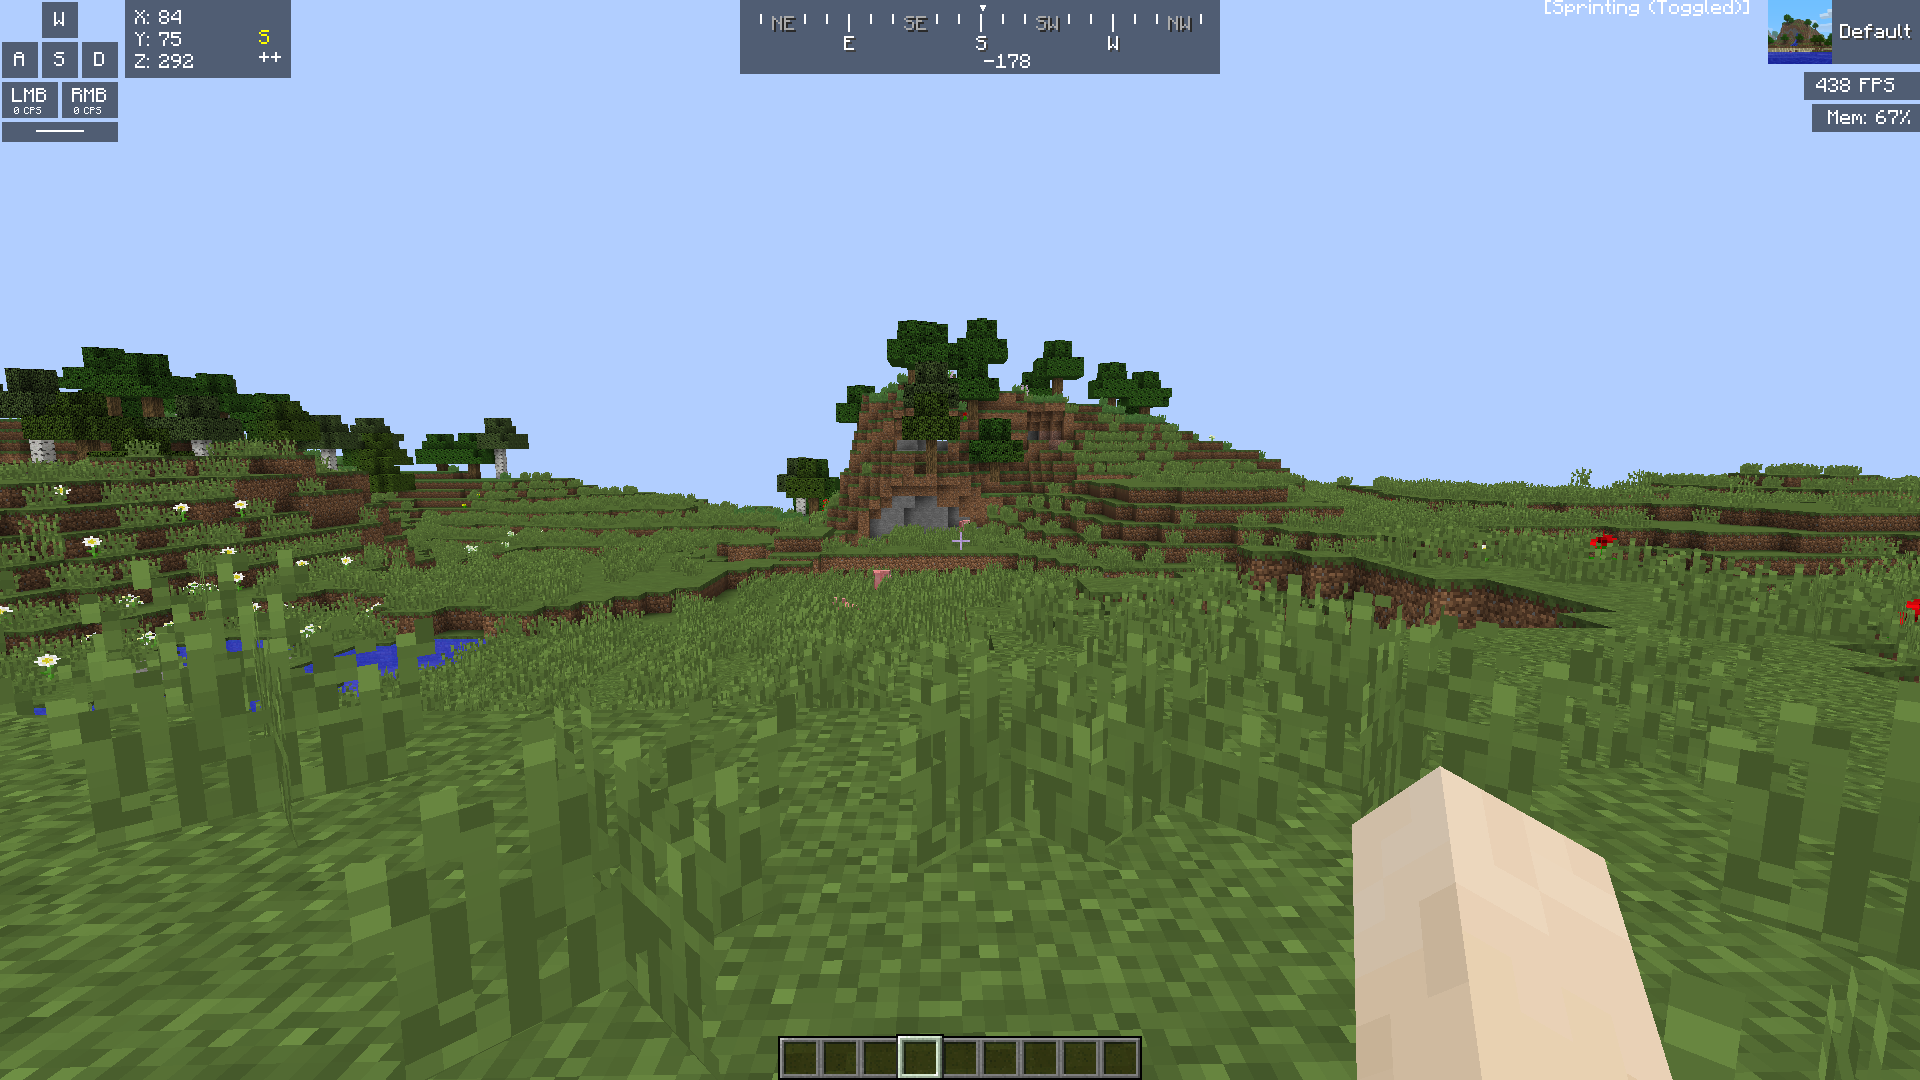 W
A S D
LMB RMB
0 CPS 0 CPS
X: 84
Y: 75 S
Z: 292 ++
NE SE SW NW
E S W
-178
[Sprinting (Toggled)]
Default
438 FPS
Mem: 67%